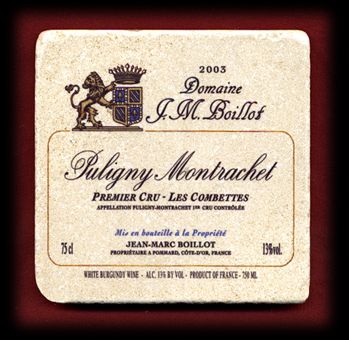 2003
Domaine
J.M. Boillot
Puligny Montrachet
PREMIER CRU - LES COMBETTES
APPELLATION PULIGNY-MONTRACHET 1ER CRU CONTRÔLÉE
Mis en bouteille à la Propriété
75 cl JEAN-MARC BOILLOT 13% vol.
PROPRIÉTAIRE A POMMARD, CÔTE-D'OR, FRANCE
WHITE BURGUNDY WINE - ALC. 13% BY VOL - PRODUCT OF FRANCE - 750 ML